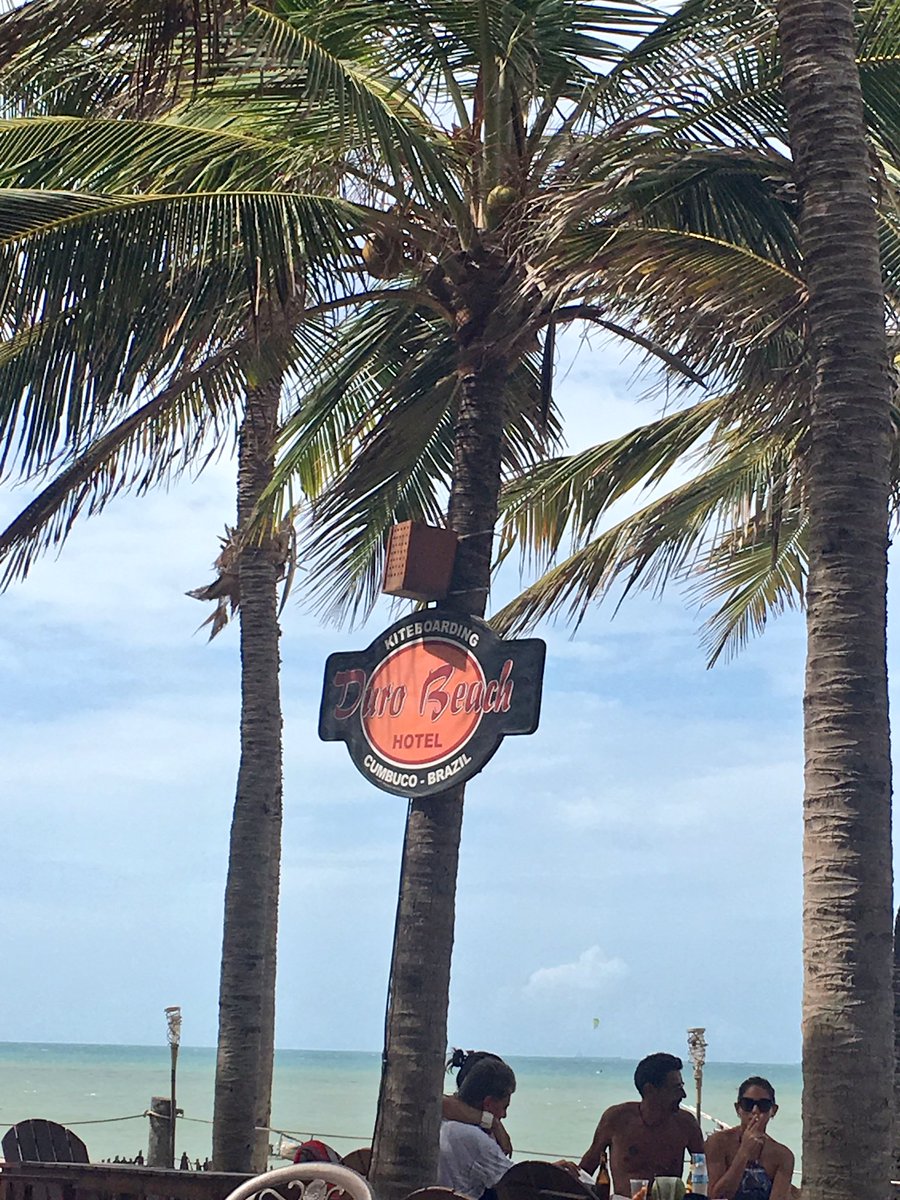 KITEBOARDING
Duro Beach
HOTEL
CUMBUCO - BRAZIL